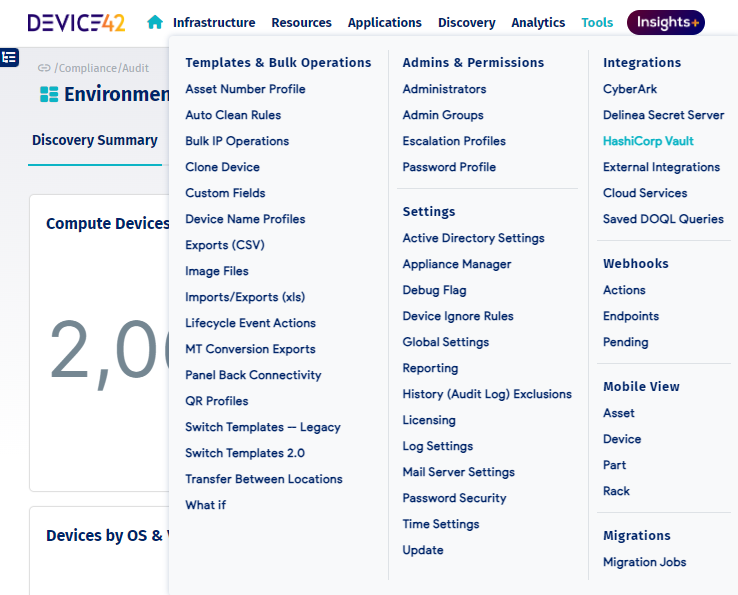 DEVICE42
Infrastructure Resources Applications Discovery Analytics Tools Insights+
/Compliance/Audit
Discovery Summary
Compute Devices
Devices by OS &
Templates & Bulk Operations
Asset Number Profile
Auto Clean Rules
Bulk IP Operations
Clone Device
Custom Fields
Device Name Profiles
Exports (CSV)
Image Files
Imports/Exports (xls)
Lifecycle Event Actions
MT Conversion Exports
Panel Back Connectivity
QR Profiles
Switch Templates — Legacy
Switch Templates 2.0
Transfer Between Locations
What if
Admins & Permissions
Administrators
Admin Groups
Escalation Profiles
Password Profile
Settings
Active Directory Settings
Appliance Manager
Debug Flag
Device Ignore Rules
Global Settings
Reporting
History (Audit Log) Exclusions
Licensing
Log Settings
Mail Server Settings
Password Security
Time Settings
Update
Integrations
CyberArk
Delinea Secret Server
HashiCorp Vault
External Integrations
Cloud Services
Saved DOQL Queries
Webhooks
Actions
Endpoints
Pending
Mobile View
Asset
Device
Part
Rack
Migrations
Migration Jobs